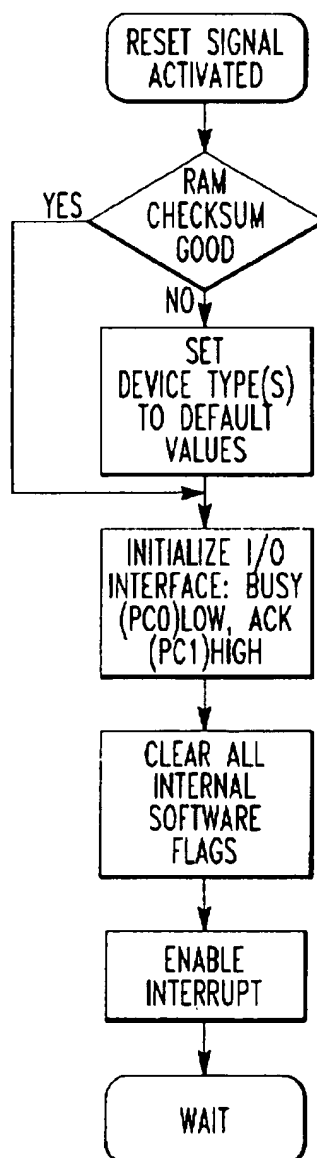 RESET SIGNAL
ACTIVATED
RAM
CHECKSUM
GOOD
YES
NO
SET
DEVICE TYPE(S)
TO DEFAULT
VALUES
INITIALIZE I/O
INTERFACE: BUSY
(PC0)LOW, ACK
(PC1)HIGH
CLEAR ALL
INTERNAL
SOFTWARE
FLAGS
ENABLE
INTERRUPT
WAIT